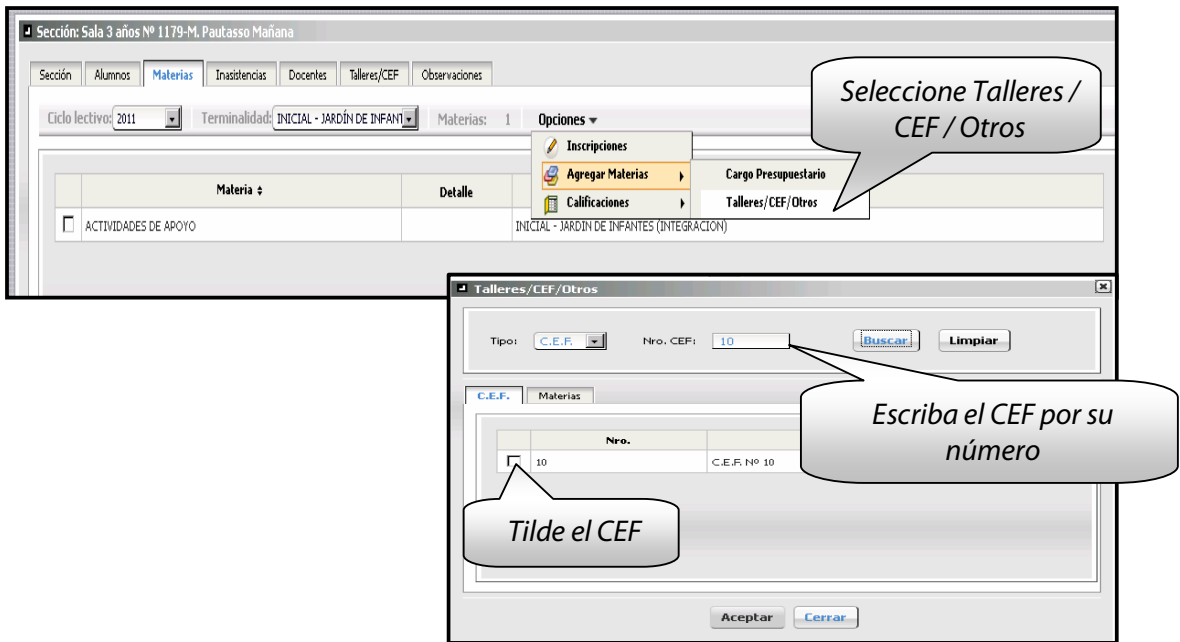 Sección: Sala 3 años Nº 1179-M. Pautasso Mañana
Sección Alumnos Materias Inasistencias Docentes Talleres/CEF Observaciones
Seleccione Talleres /
CEF / Otros
Ciclo lectivo: 2011 Terminalidad: INICIAL - JARDÍN DE INFANT Materias: 1 Opciones
Inscripciones
Agregar Materias Cargo Presupuestario
Calificaciones Talleres/CEF/Otros
Materia Detalle
ACTIVIDADES DE APOYO INICIAL - JARDIN DE INFANTES (INTEGRACION)
Talleres/CEF/Otros
Tipo: C.E.F. Nro. CEF: 10 Buscar Limpiar
C.E.F. Materias
Escriba el CEF por su
número
Nro.
10 C.E.F. Nº 10
Tilde el CEF
Aceptar Cerrar